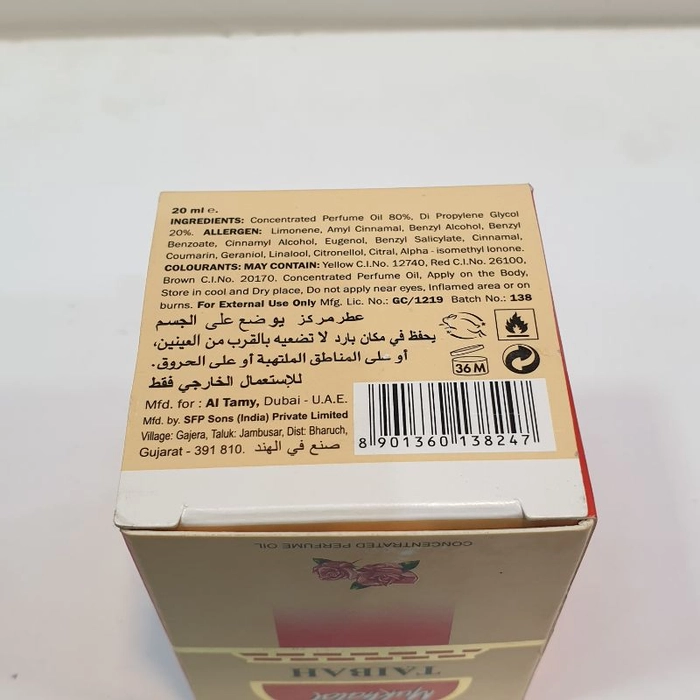 20 ml e.
INGREDIENTS: Concentrated Perfume Oil 80%, Di Propylene Glycol
20%. ALLERGEN: Limonene, Amyl Cinnamal, Benzyl Alcohol, Benzyl
Benzoate, Cinnamyl Alcohol, Eugenol, Benzyl Salicylate, Cinnamal,
Coumarin, Geraniol, Linalool, Citronellol, Citral, Alpha - isomethyl Ionone.
COLOURANTS: MAY CONTAIN: Yellow C.I.No. 12740, Red C.I.No. 26100,
Brown C.I.No. 20170. Concentrated Perfume Oil, Apply on the Body,
Store in cool and Dry place, Do not apply near eyes, Inflamed area or on
burns. For External Use Only Mfg. Lic. No.: GC/1219 Batch No.: 138
عطر مركز يوضع على الجسم
يحفظ في مكان بارد لا تضعيه بالقرب من العينين،
أو على المناطق الملتهبة أو على الحروق.
للإستعمال الخارجي فقط
36 M
Mfd. for : Al Tamy, Dubai - U.A.E.
Mfd. by. SFP Sons (India) Private Limited
Village: Gajera, Taluk: Jambusar, Dist: Bharuch,
Gujarat - 391 810. صنع في الهند
8 901360 138247
CONCENTRATED PERFUME OIL
TAIBAH
Mukhalat